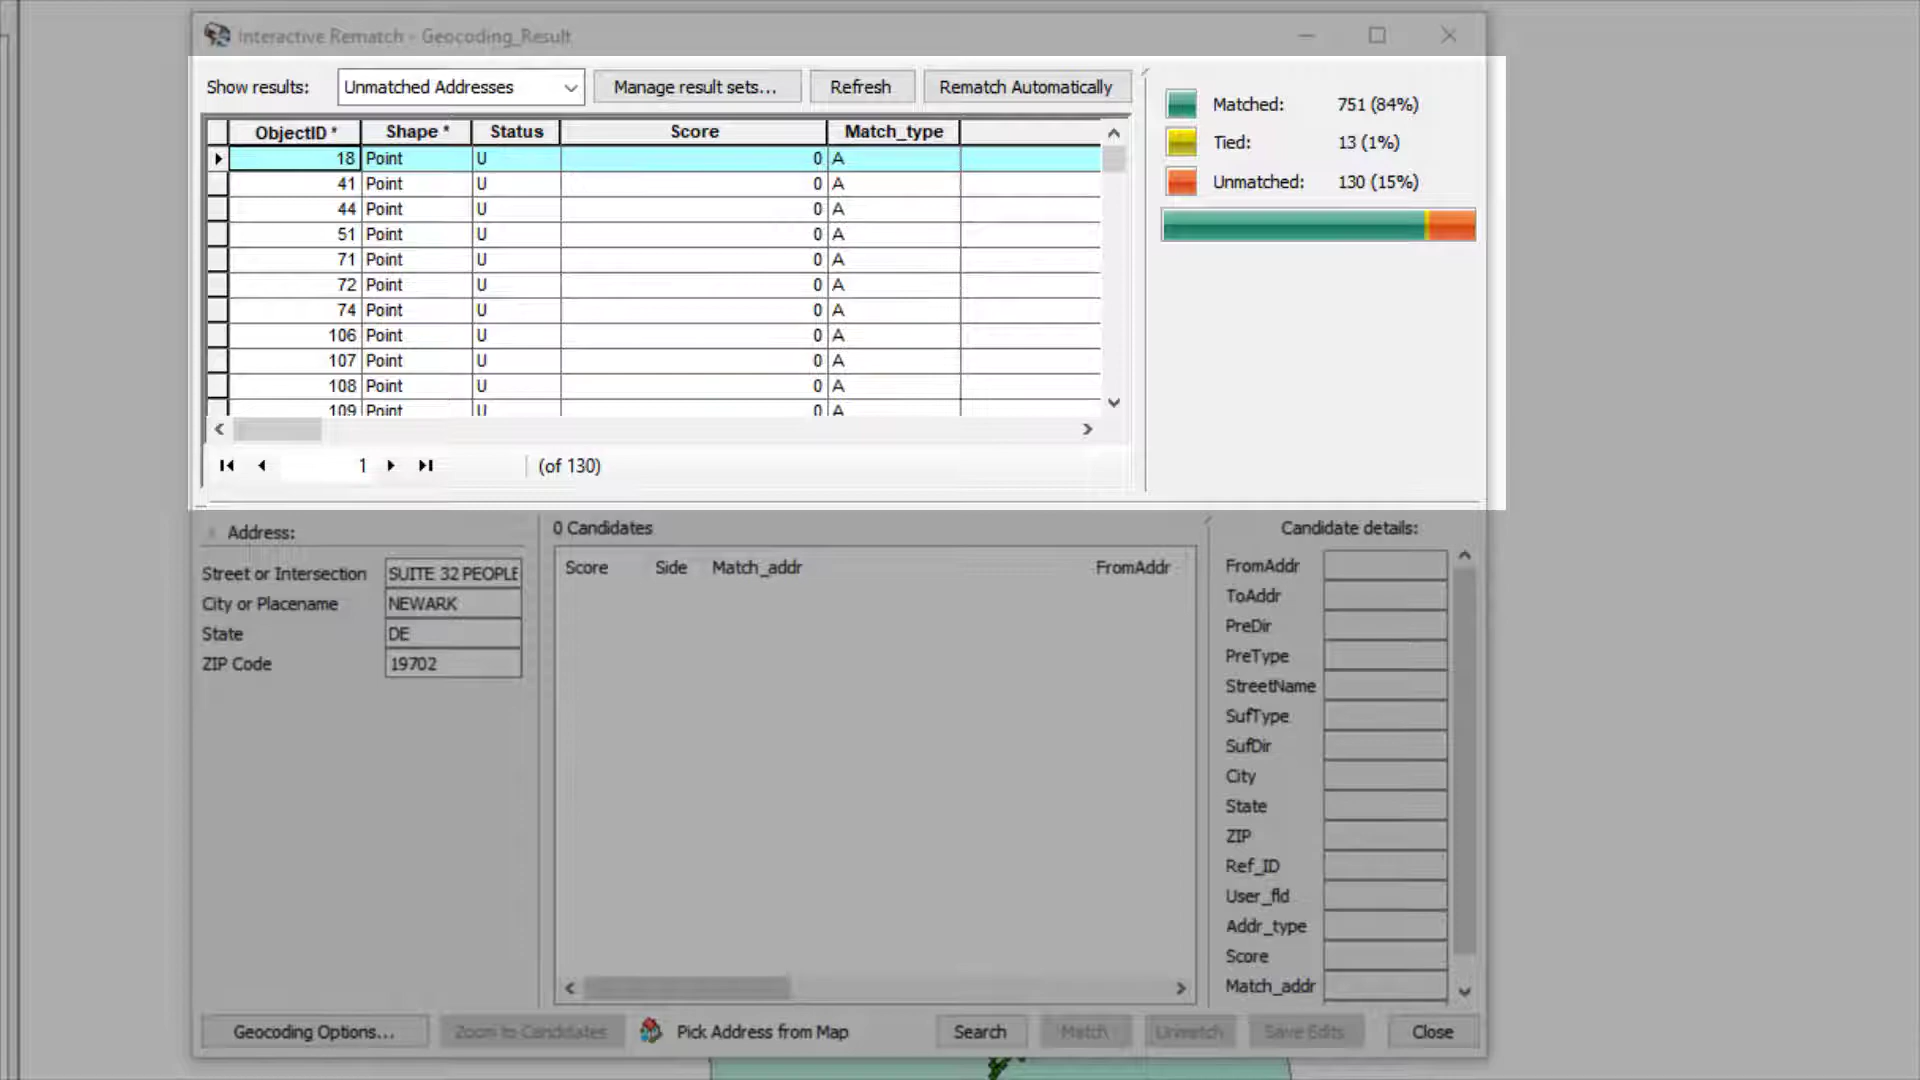 Interactive Rematch - Geocoding_Result
Show results: Unmatched Addresses Manage result sets... Refresh Rematch Automatically
ObjectID * Shape * Status Score Match_type
18 Point U 0 A
41 Point U 0 A
44 Point U 0 A
51 Point U 0 A
71 Point U 0 A
72 Point U 0 A
74 Point U 0 A
106 Point U 0 A
107 Point U 0 A
108 Point U 0 A
109 Point U 0 A
1 (of 130)
Matched: 751 (84%)
Tied: 13 (1%)
Unmatched: 130 (15%)
Address:
Street or Intersection SUITE 32 PEOPLE
City or Placename NEWARK
State DE
ZIP Code 19702
0 Candidates
Score Side Match_addr FromAddr
Candidate details:
FromAddr
ToAddr
PreDir
PreType
StreetName
SufType
SufDir
City
State
ZIP
Ref_ID
User_fld
Addr_type
Score
Match_addr
Geocoding Options... Zoom to Candidates Pick Address from Map Search Match Unmatch Save Edits Close